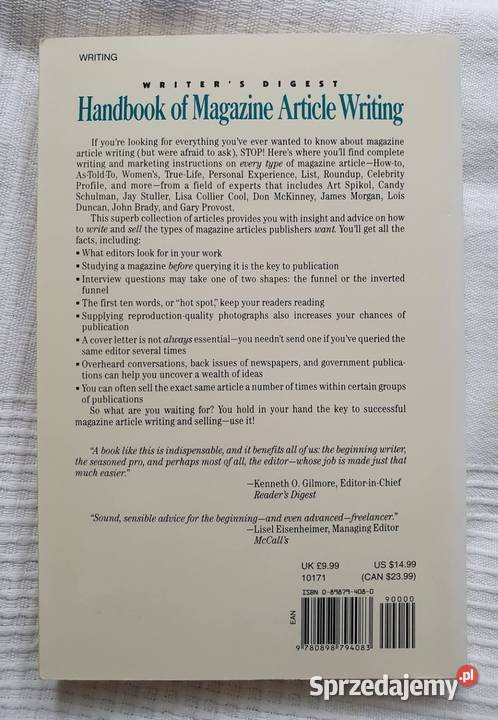 WRITING
WRITER'S DIGEST
Handbook of Magazine Article Writing
If you're looking for everything you've ever wanted to know about magazine
article writing (but were afraid to ask), STOP! Here's where you'll find complete
writing and marketing instructions on every type of magazine article—How-to,
As-Told-To, Women's, True-Life, Personal Experience, List, Roundup, Celebrity
Profile, and more—from a field of experts that includes Art Spikol, Candy
Schulman, Jay Stuller, Lisa Collier Cool, Don McKinney, James Morgan, Lois
Duncan, John Brady, and Gary Provost.
This superb collection of articles provides you with insight and advice on how
to write and sell the types of magazine articles publishers want. You'll get all the
facts, including:
• What editors look for in your work
• Studying a magazine before querying it is the key to publication
• Interview questions may take one of two shapes: the funnel or the inverted
funnel
• The first ten words, or "hot spot," keep your readers reading
• Supplying reproduction-quality photographs also increases your chances of
publication
• A cover letter is not always essential—you needn't send one if you've queried the
same editor several times
• Overheard conversations, back issues of newspapers, and government publica-
tions can help you uncover a wealth of ideas
• You can often sell the exact same article a number of times within certain groups
of publications
So what are you waiting for? You hold in your hand the key to successful
magazine article writing and selling—use it!
"A book like this is indispensable, and it benefits all of us: the beginning writer,
the seasoned pro, and perhaps most of all, the editor—whose job is made just that
much easier."
—Kenneth O. Gilmore, Editor-in-Chief
Reader's Digest
"Sound, sensible advice for the beginning—and even advanced—freelancer."
—Lisel Eisenheimer, Managing Editor
McCall's
UK £9.99 US $14.99
10171 (CAN $23.99)
ISBN 0-89879-408-0
90000
EAN
9 780898 794083
Sprzedajemy.pl